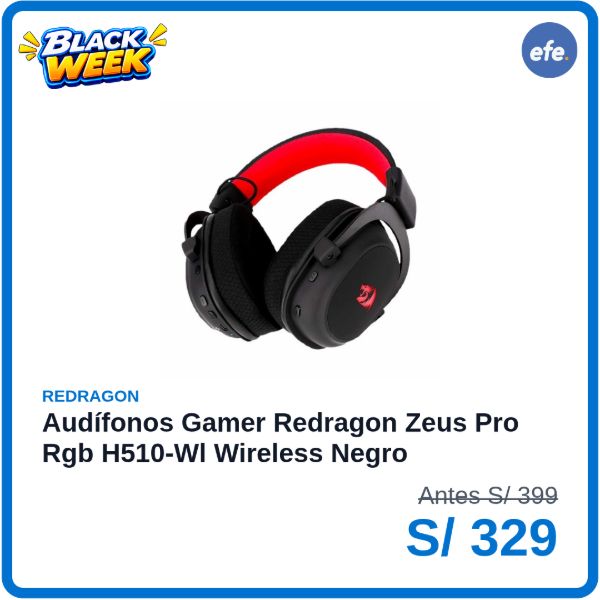 BLACK
WEEK
efe.
REDRAGON
Audífonos Gamer Redragon Zeus Pro
Rgb H510-Wl Wireless Negro
Antes S/ 399
S/ 329